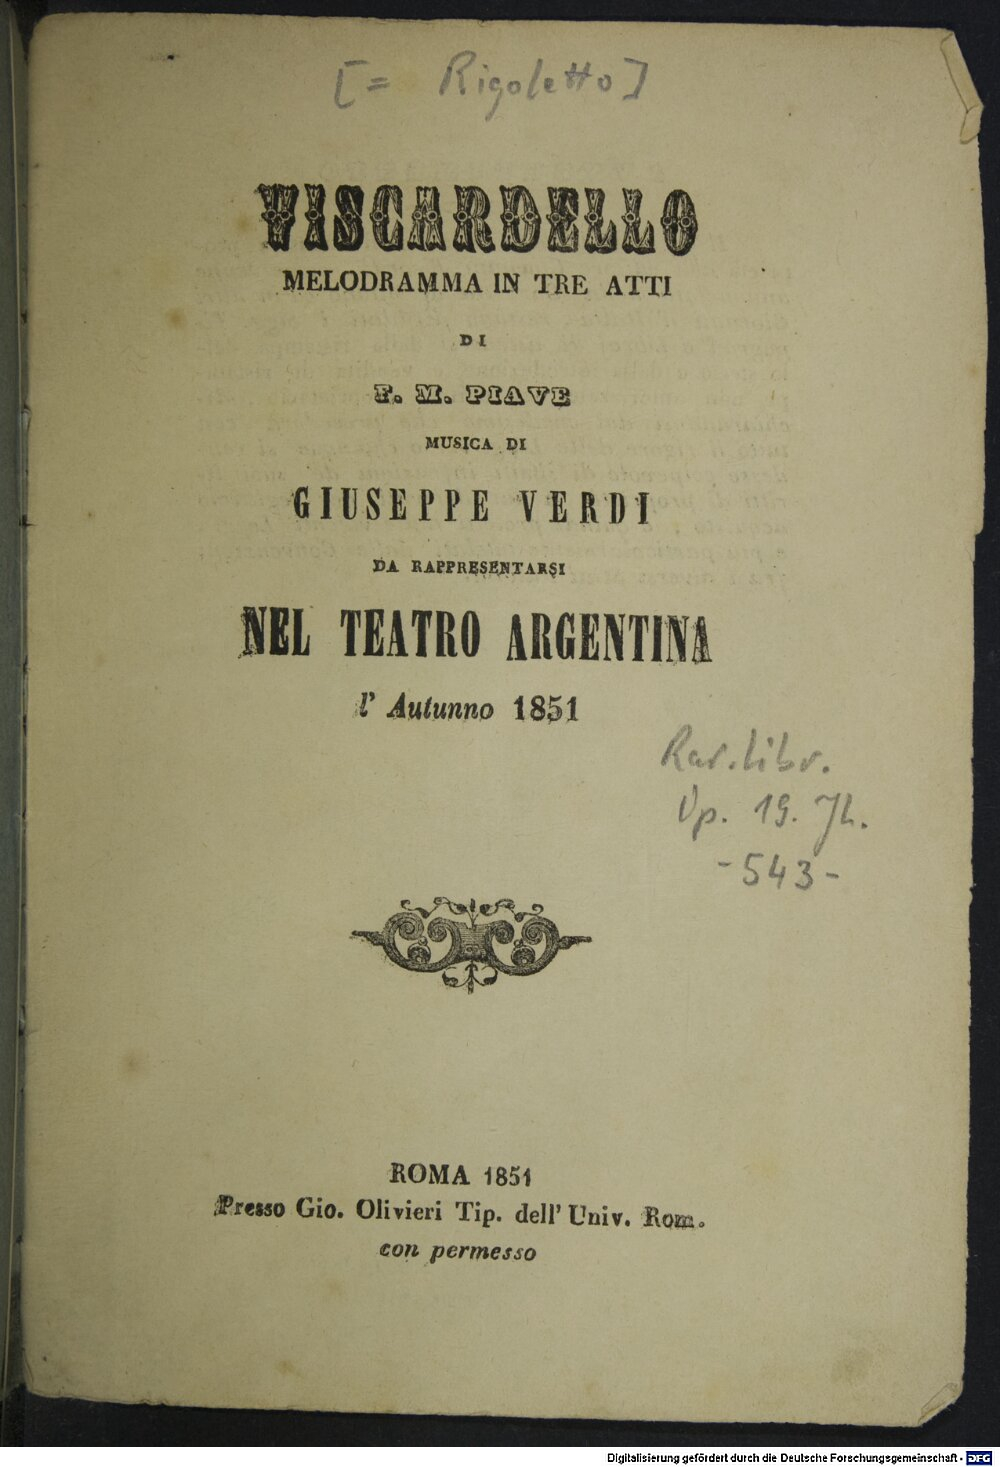 [= Rigoletto]
VISCARDELLO
MELODRAMMA IN TRE ATTI
DI
F. M. PIAVE
MUSICA DI
GIUSEPPE VERDI
DA RAPPRESENTARSI
NEL TEATRO ARGENTINA
l' Autunno 1851
Rar. libr.
Op. 19. Jh.
-543-
ROMA 1851
Presso Gio. Olivieri Tip. dell' Univ. Rom.
con permesso
Digitalisierung gefördert durch die Deutsche Forschungsgemeinschaft - DFG